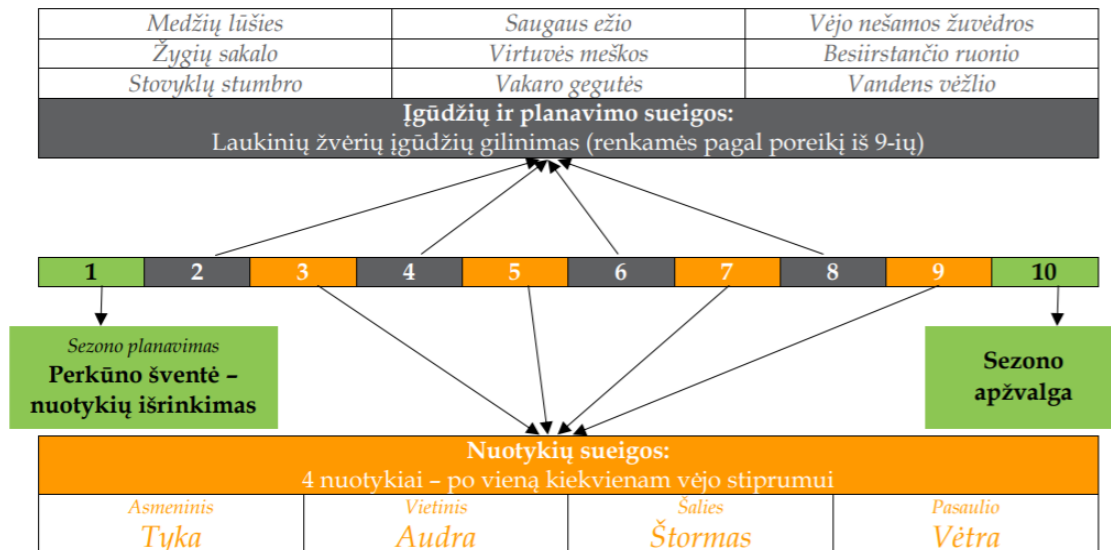 Medžių lūšies Saugaus ežio Vėjo nešamos žuvėdros
Žygių sakalo Virtuvės meškos Besiirstančio ruonio
Stovyklų stumbro Vakaro gegutės Vandens vėžlio
Įgūdžių ir planavimo sueigos:
Laukinių žvėrių įgūdžių gilinimas (renkamės pagal poreikį iš 9-ių)
1 2 3 4 5 6 7 8 9 10
Sezono planavimas
Perkūno šventė –
nuotykių išrinkimas
Sezono
apžvalga
Nuotykių sueigos:
4 nuotykiai – po vieną kiekvienam vėjo stiprumui
Asmeninis Vietinis Šalies Pasaulio
Tyka Audra Štormas Vėtra